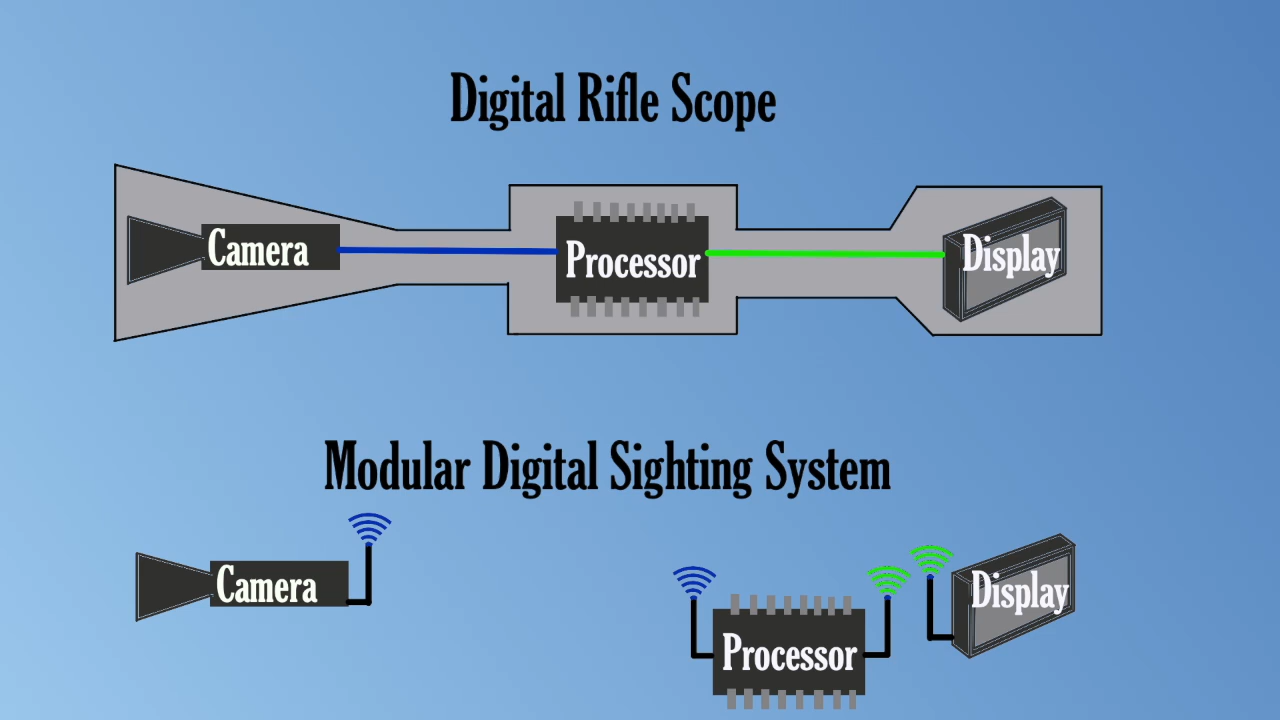 Digital Rifle Scope
Camera
Processor
Display
Modular Digital Sighting System
Camera
Processor
Display